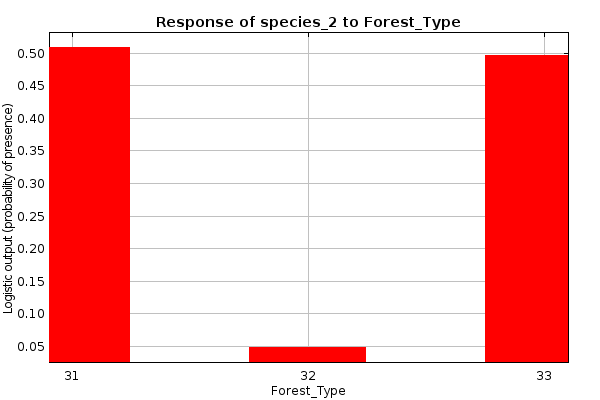 Response of species_2 to Forest_Type
Logistic output (probability of presence)
0.50
0.45
0.40
0.35
0.30
0.25
0.20
0.15
0.10
0.05
31 32 33
Forest_Type